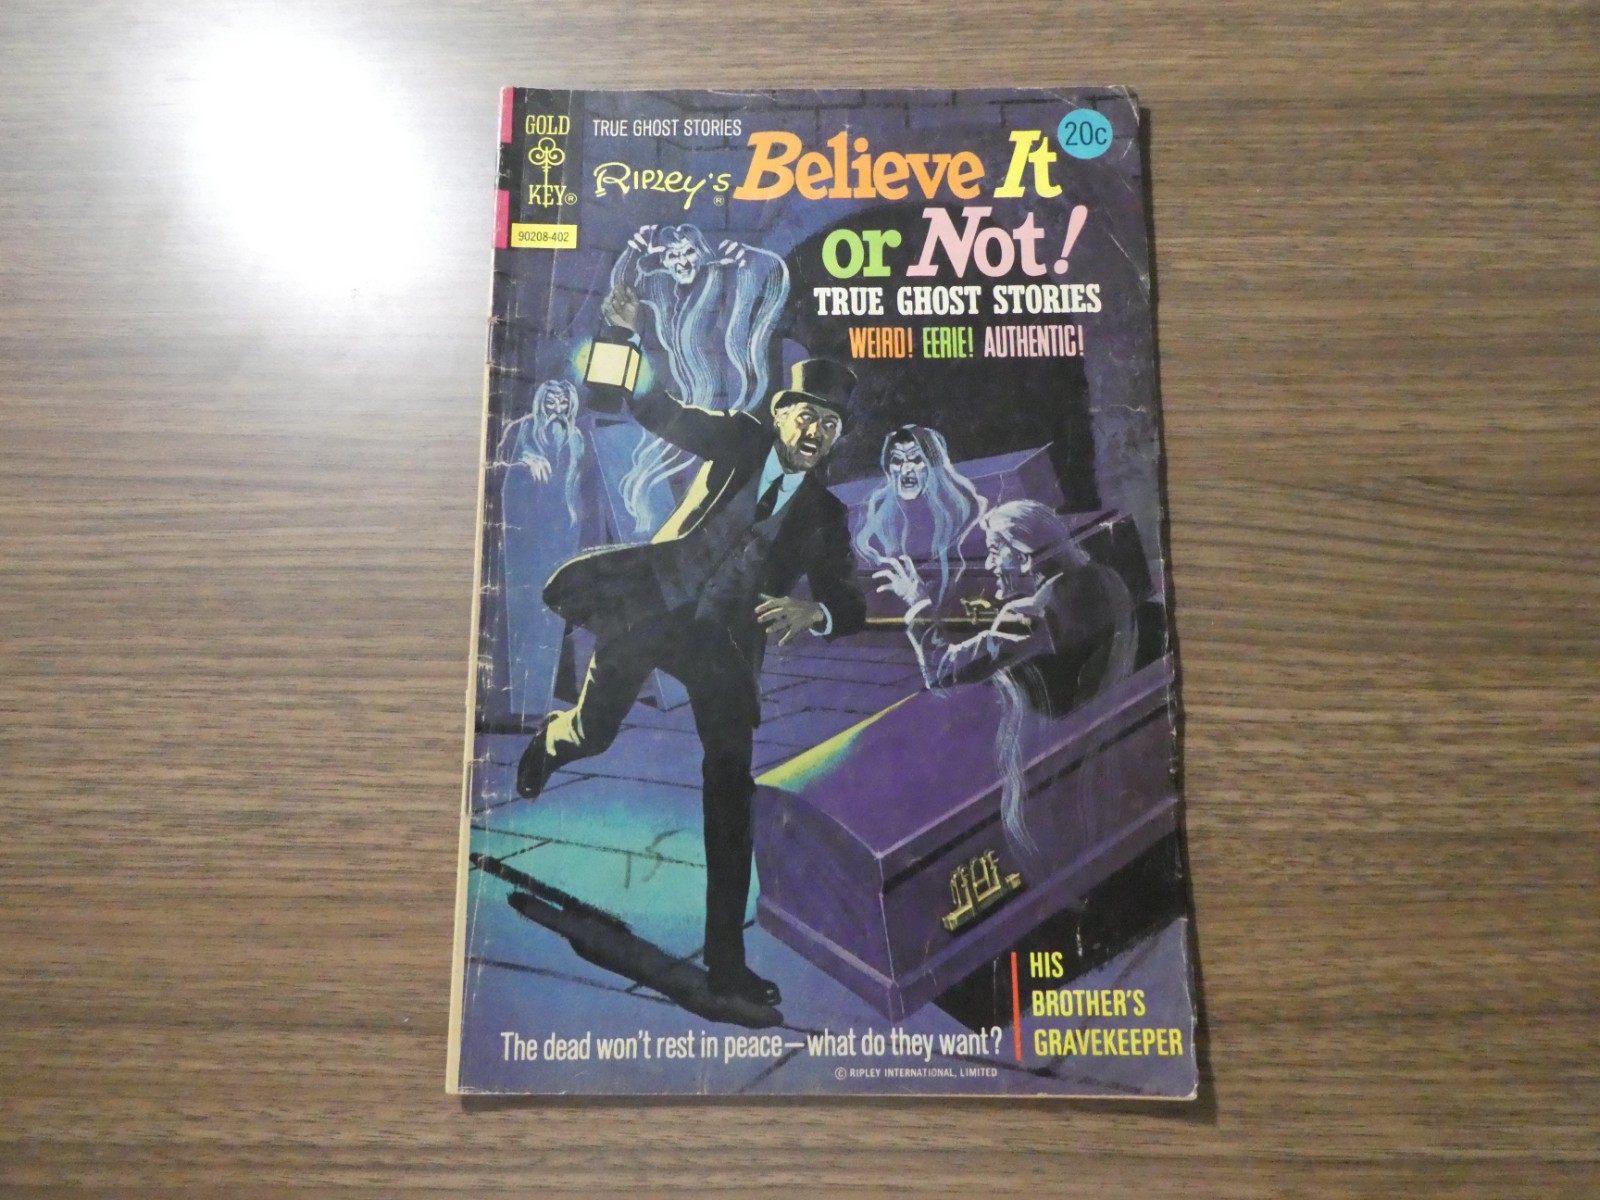 GOLD
KEY®
90208-402
TRUE GHOST STORIES
Ripley's® Believe It
or Not!
20c
TRUE GHOST STORIES
WEIRD! EERIE! AUTHENTIC!
15
HIS
BROTHER'S
GRAVEKEEPER
The dead won't rest in peace—what do they want?
© RIPLEY INTERNATIONAL, LIMITED